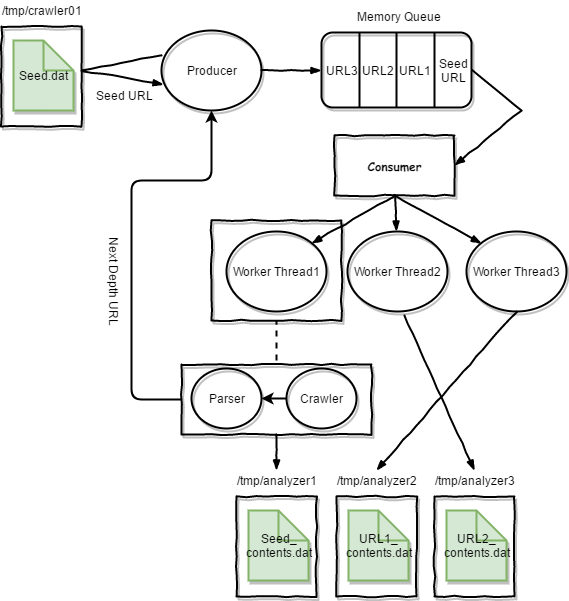 /tmp/crawler01
Seed.dat
Seed URL
Producer
Memory Queue
URL3
URL2
URL1
Seed
URL
Consumer
Worker Thread1
Worker Thread2
Worker Thread3
Next Depth URL
Parser
Crawler
/tmp/analyzer1
/tmp/analyzer2
/tmp/analyzer3
Seed_
contents.dat
URL1_
contents.dat
URL2_
contents.dat